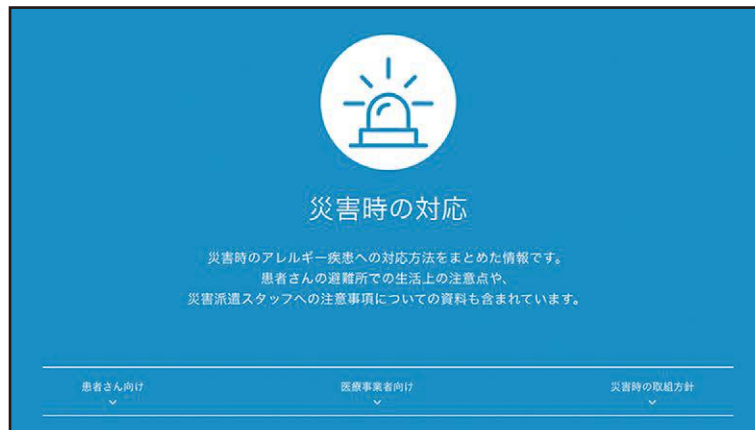 災害時の対応
災害時のアレルギー疾患への対応方法をまとめた情報です。
患者さんの避難所での生活上の注意点や、
災害派遣スタッフへの注意事項についての資料も含まれています。
患者さん向け
医療事業者向け
災害時の取組方針